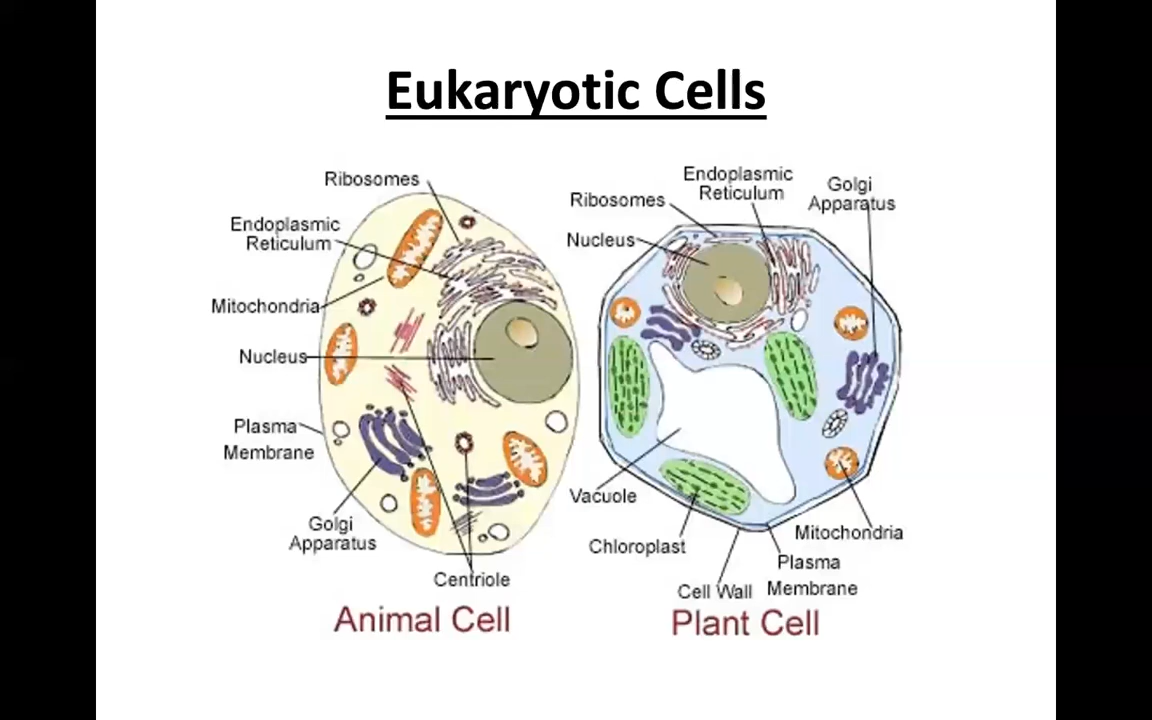 Eukaryotic Cells
Ribosomes
Endoplasmic
Reticulum
Mitochondria
Nucleus
Plasma
Membrane
Golgi
Apparatus
Centriole
Animal Cell
Endoplasmic
Reticulum
Golgi
Apparatus
Ribosomes
Nucleus
Vacuole
Chloroplast
Cell Wall
Plasma
Membrane
Mitochondria
Plant Cell